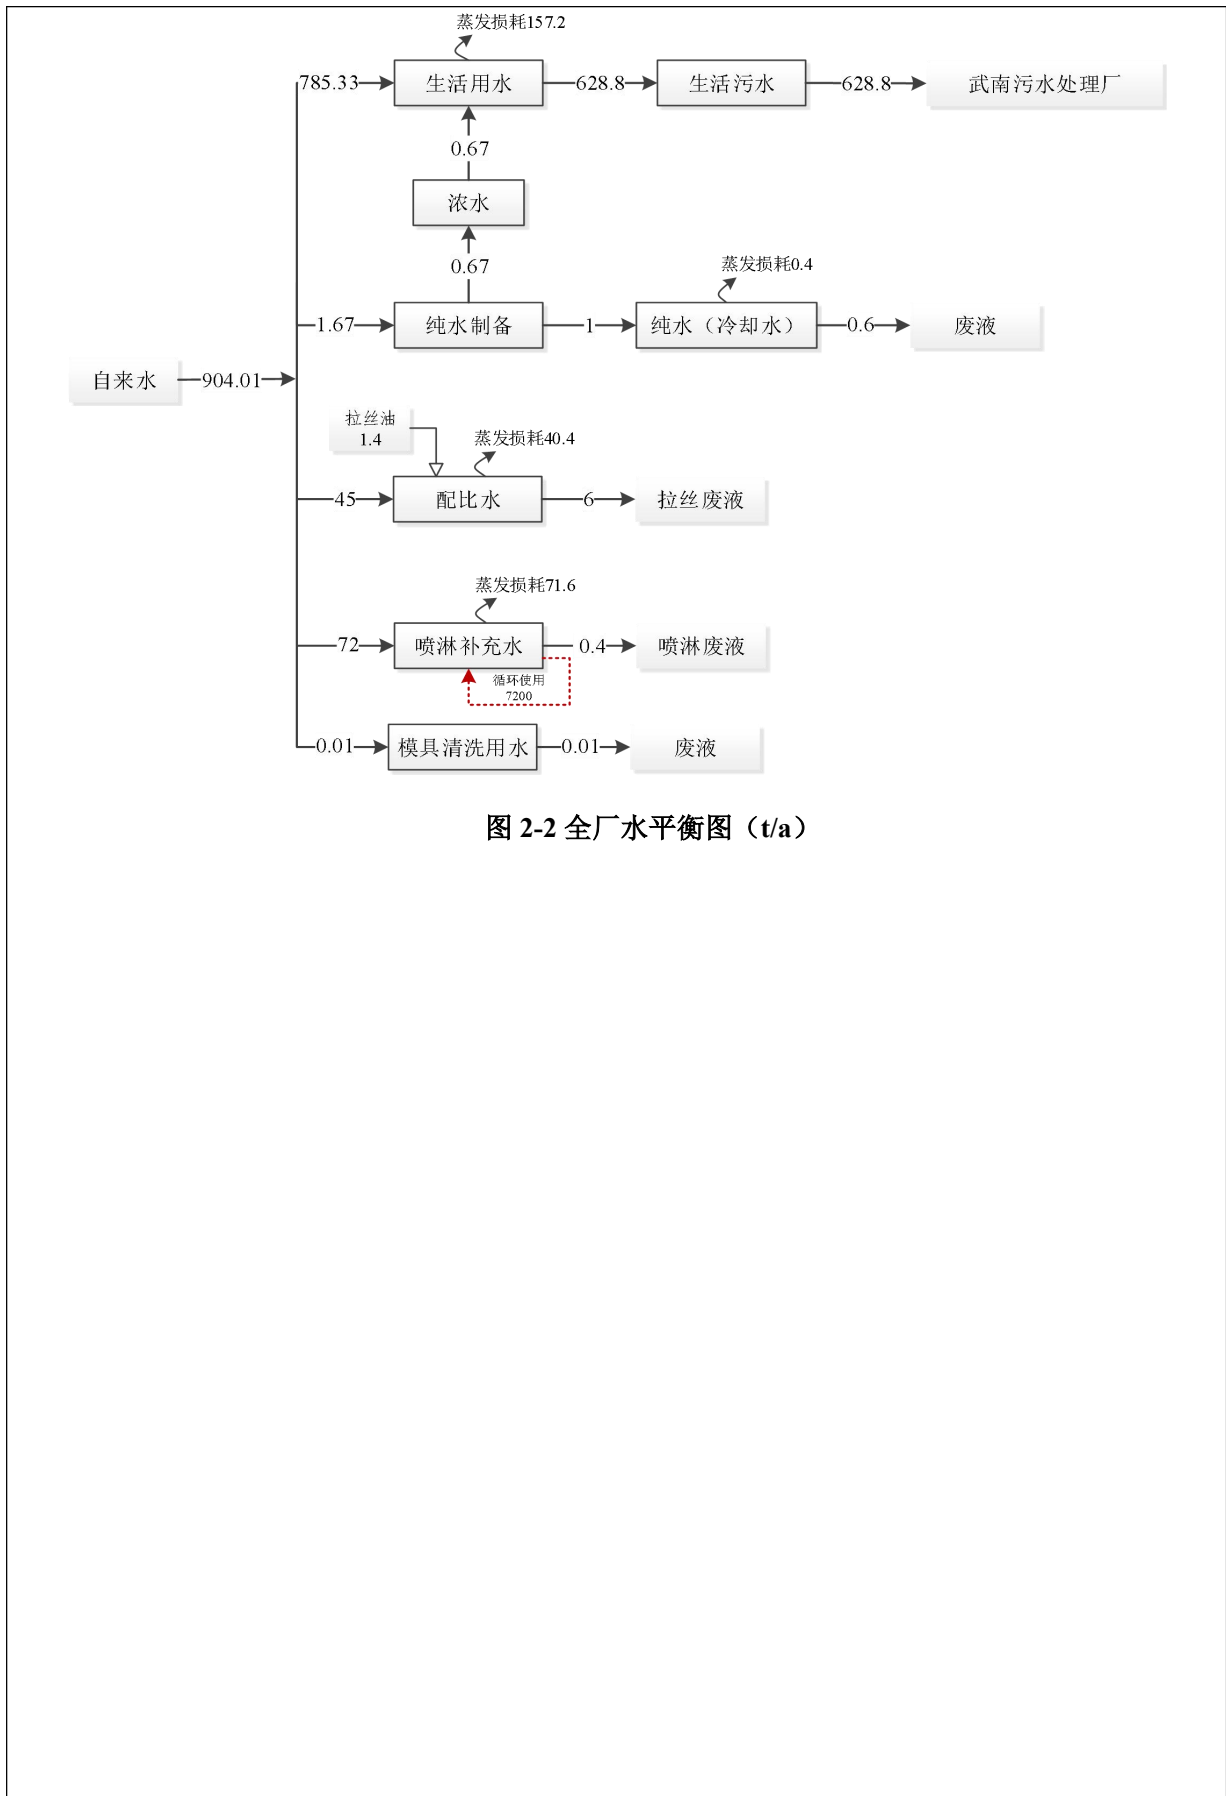 蒸发损耗157.2
785.33
生活用水
628.8
生活污水
628.8
武南污水处理厂
0.67
浓水
0.67
蒸发损耗0.4
1.67
纯水制备
1
纯水（冷却水）
0.6
废液
自来水
904.01
拉丝油
1.4
蒸发损耗40.4
45
配比水
6
拉丝废液
蒸发损耗71.6
72
喷淋补充水
0.4
喷淋废液
循环使用
7200
0.01
模具清洗用水
0.01
废液
图 2-2 全厂水平衡图（t/a）